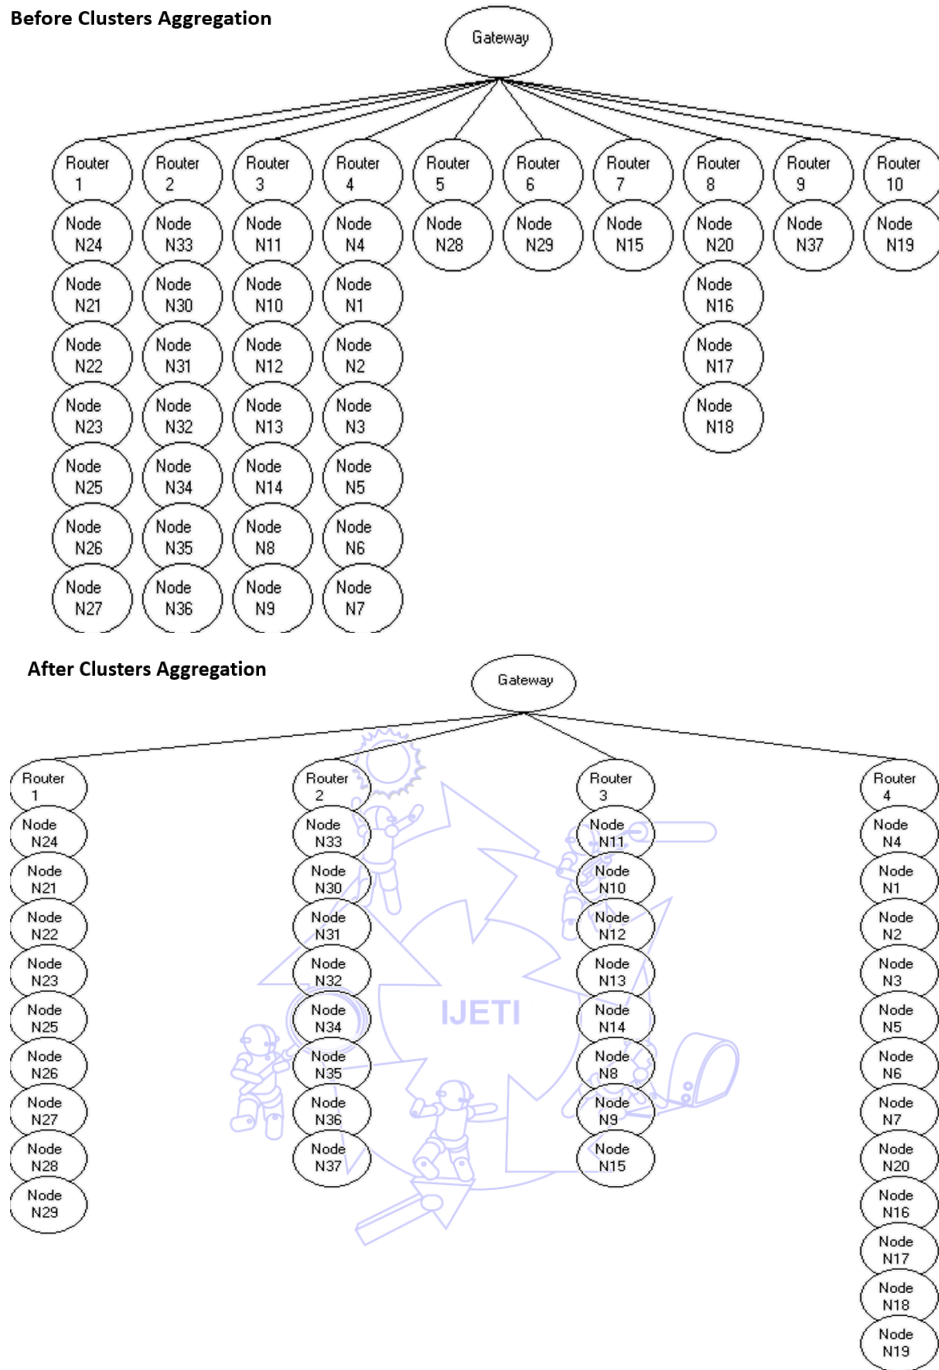 Before Clusters Aggregation
Gateway
Router Router Router Router Router Router Router Router Router Router
1 2 3 4 5 6 7 8 9 10
Node Node Node Node Node Node Node Node Node Node
N24 N33 N11 N4 N28 N29 N15 N20 N37 N19
Node Node Node Node Node
N21 N30 N10 N1 N16
Node Node Node Node Node
N22 N31 N12 N2 N17
Node Node Node Node Node
N23 N32 N13 N3 N18
Node Node Node Node
N25 N34 N14 N5
Node Node Node Node
N26 N35 N8 N6
Node Node Node Node
N27 N36 N9 N7
After Clusters Aggregation
Gateway
Router Router Router Router
1 2 3 4
Node Node Node Node
N24 N33 N11 N4
Node Node Node Node
N21 N30 N10 N1
Node Node Node Node
N22 N31 N12 N2
Node Node Node Node
N23 N32 N13 N3
Node Node Node Node
N25 N34 N14 N5
IJETI
Node Node Node Node
N26 N35 N8 N6
Node Node Node Node
N27 N36 N9 N7
Node Node Node Node
N28 N37 N15 N20
Node Node
N29 N16
Node
N17
Node
N18
Node
N19